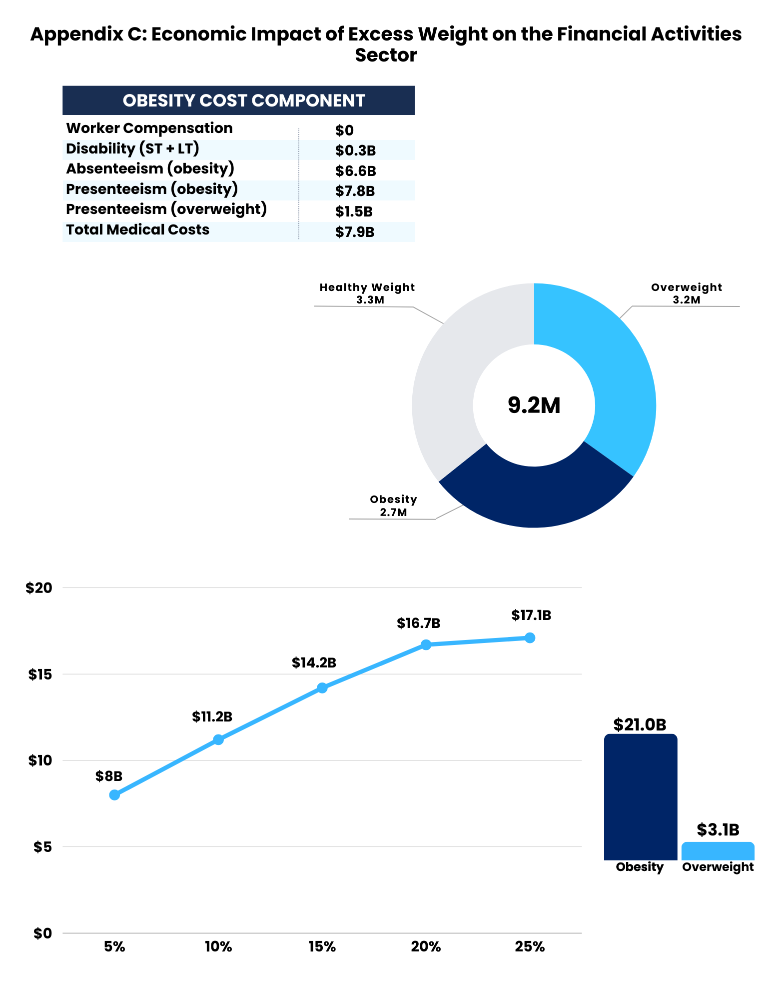 Appendix C: Economic Impact of Excess Weight on the Financial Activities
Sector
OBESITY COST COMPONENT
Worker Compensation $0
Disability (ST + LT) $0.3B
Absenteeism (obesity) $6.6B
Presenteeism (obesity) $7.8B
Presenteeism (overweight) $1.5B
Total Medical Costs $7.9B
Healthy Weight
3.3M
Overweight
3.2M
9.2M
Obesity
2.7M
$20
$15
$10
$5
$0
$8B
$11.2B
$14.2B
$16.7B
$17.1B
5% 10% 15% 20% 25%
$21.0B
$3.1B
Obesity Overweight